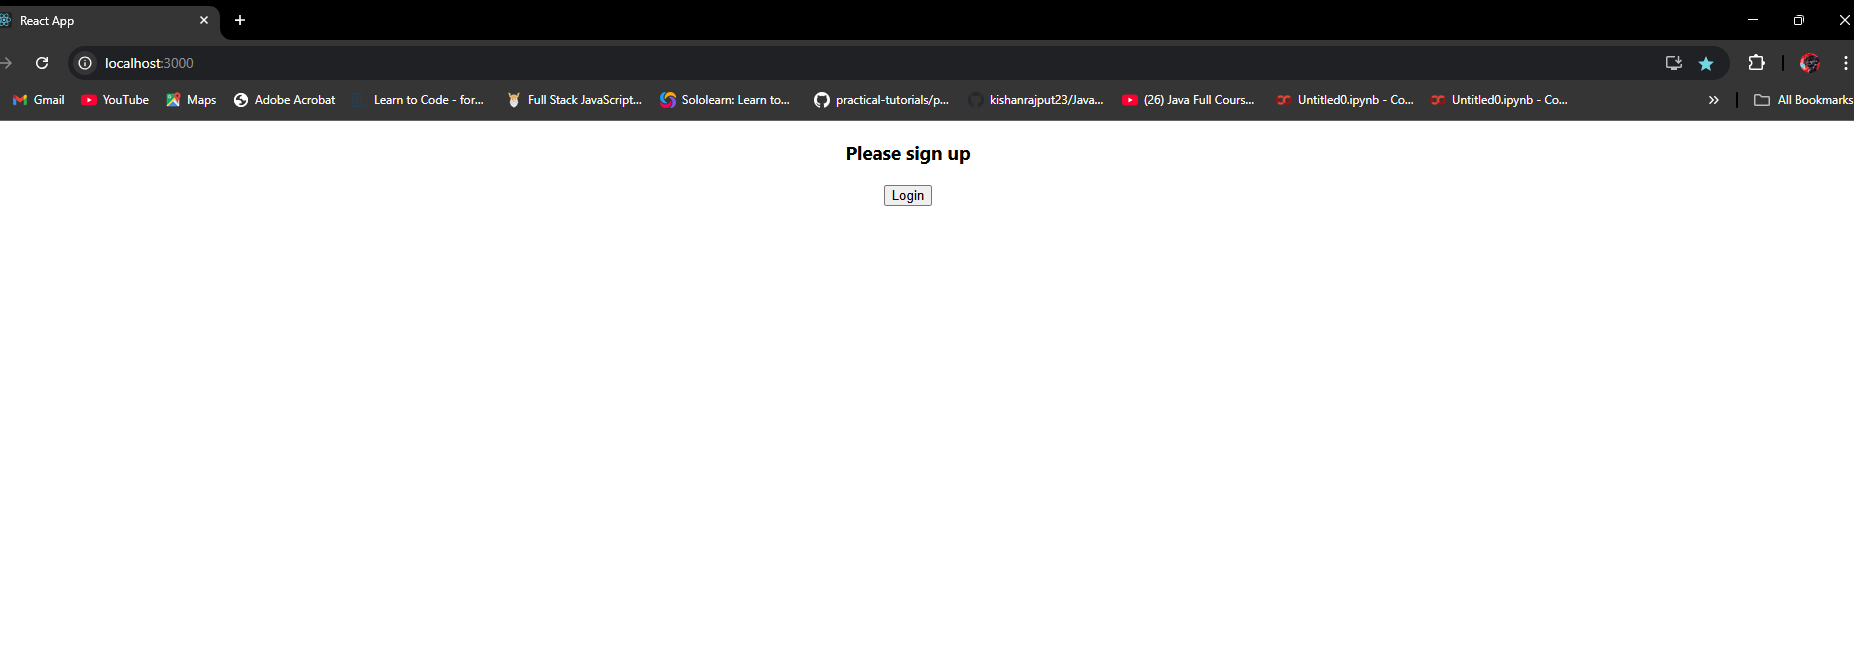 React App
localhost:3000
Gmail YouTube Maps Adobe Acrobat Learn to Code - for... Full Stack JavaScript... Sololearn: Learn to... practical-tutorials/p... kishanrajput23/Java... (26) Java Full Cours... Untitled0.ipynb - Co... Untitled0.ipynb - Co... » All Bookmarks
Please sign up
Login